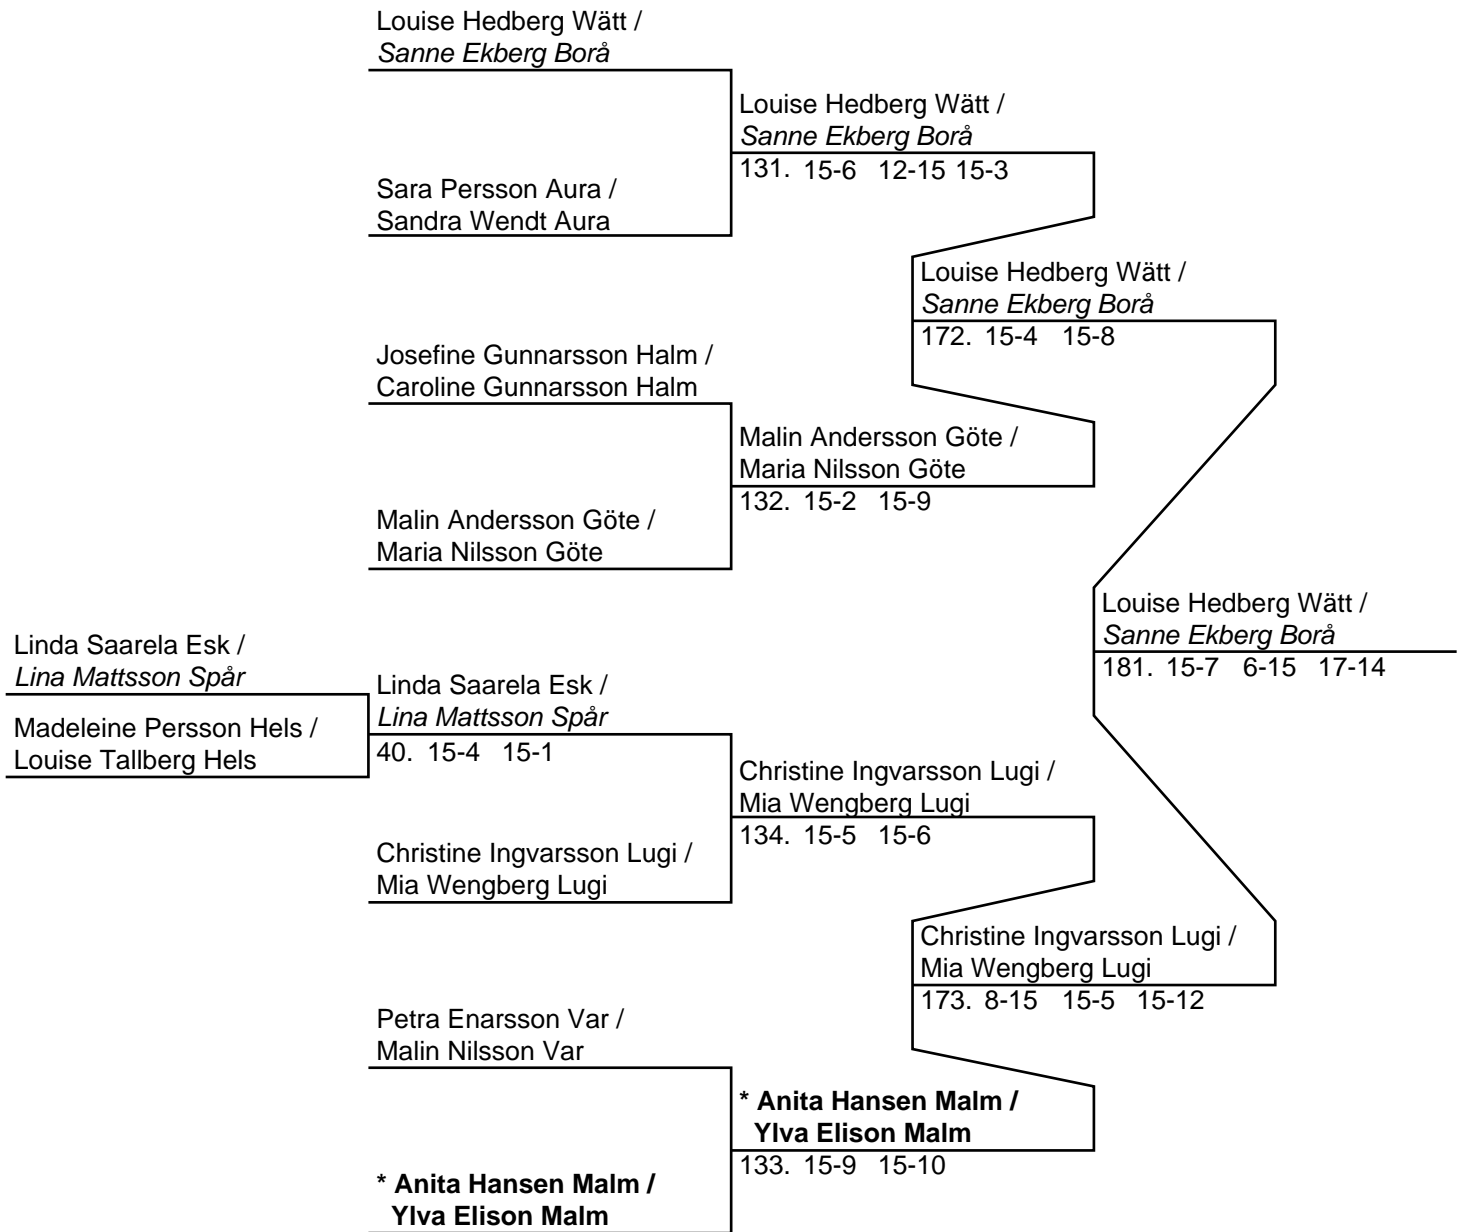 Louise Hedberg Wätt /
Sanne Ekberg Borå
Louise Hedberg Wätt /
Sanne Ekberg Borå
131. 15-6 12-15 15-3
Sara Persson Aura /
Sandra Wendt Aura
Louise Hedberg Wätt /
Sanne Ekberg Borå
172. 15-4 15-8
Josefine Gunnarsson Halm /
Caroline Gunnarsson Halm
Malin Andersson Göte /
Maria Nilsson Göte
132. 15-2 15-9
Malin Andersson Göte /
Maria Nilsson Göte
Louise Hedberg Wätt /
Sanne Ekberg Borå
181. 15-7 6-15 17-14
Linda Saarela Esk /
Lina Mattsson Spår
Linda Saarela Esk /
Lina Mattsson Spår
40. 15-4 15-1
Madeleine Persson Hels /
Louise Tallberg Hels
Christine Ingvarsson Lugi /
Mia Wengberg Lugi
134. 15-5 15-6
Christine Ingvarsson Lugi /
Mia Wengberg Lugi
Christine Ingvarsson Lugi /
Mia Wengberg Lugi
173. 8-15 15-5 15-12
Petra Enarsson Var /
Malin Nilsson Var
* Anita Hansen Malm /
Ylva Elison Malm
133. 15-9 15-10
* Anita Hansen Malm /
Ylva Elison Malm